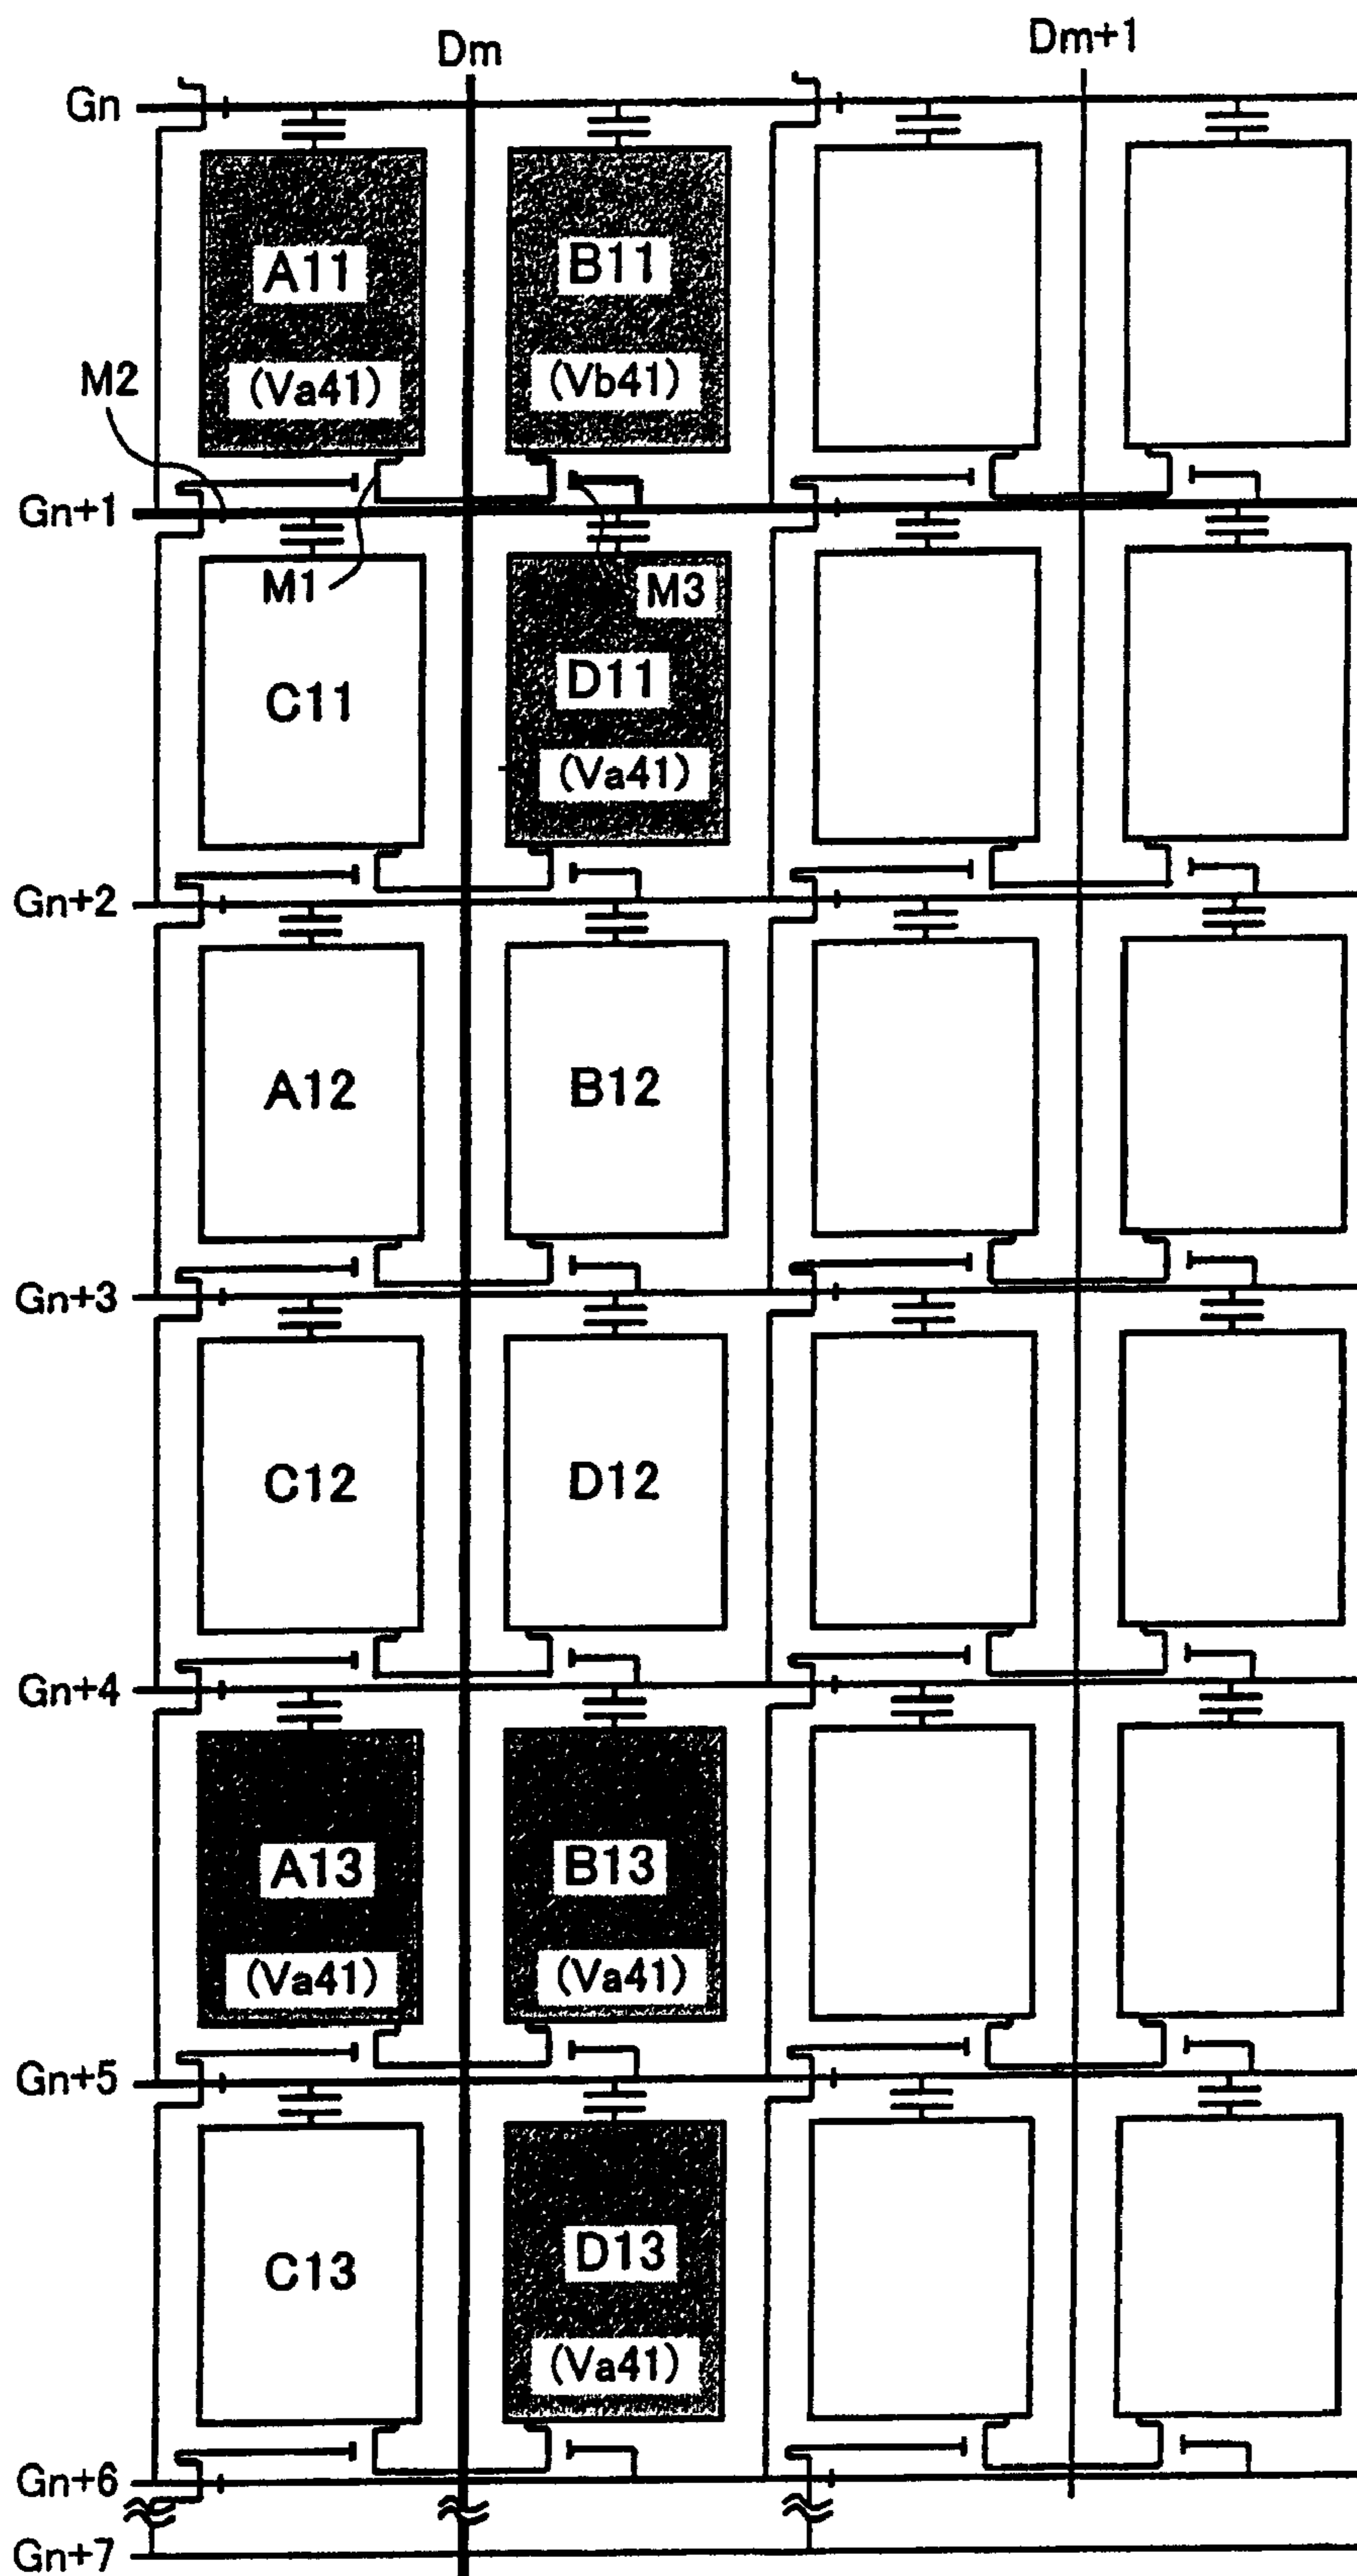 Dm
Dm+1
Gn
A11
B11
(Va41)
(Vb41)
M2
Gn+1
M1
M3
C11
D11
(Va41)
Gn+2
A12
B12
Gn+3
C12
D12
Gn+4
A13
B13
(Va41)
(Va41)
Gn+5
C13
D13
(Va41)
Gn+6
Gn+7